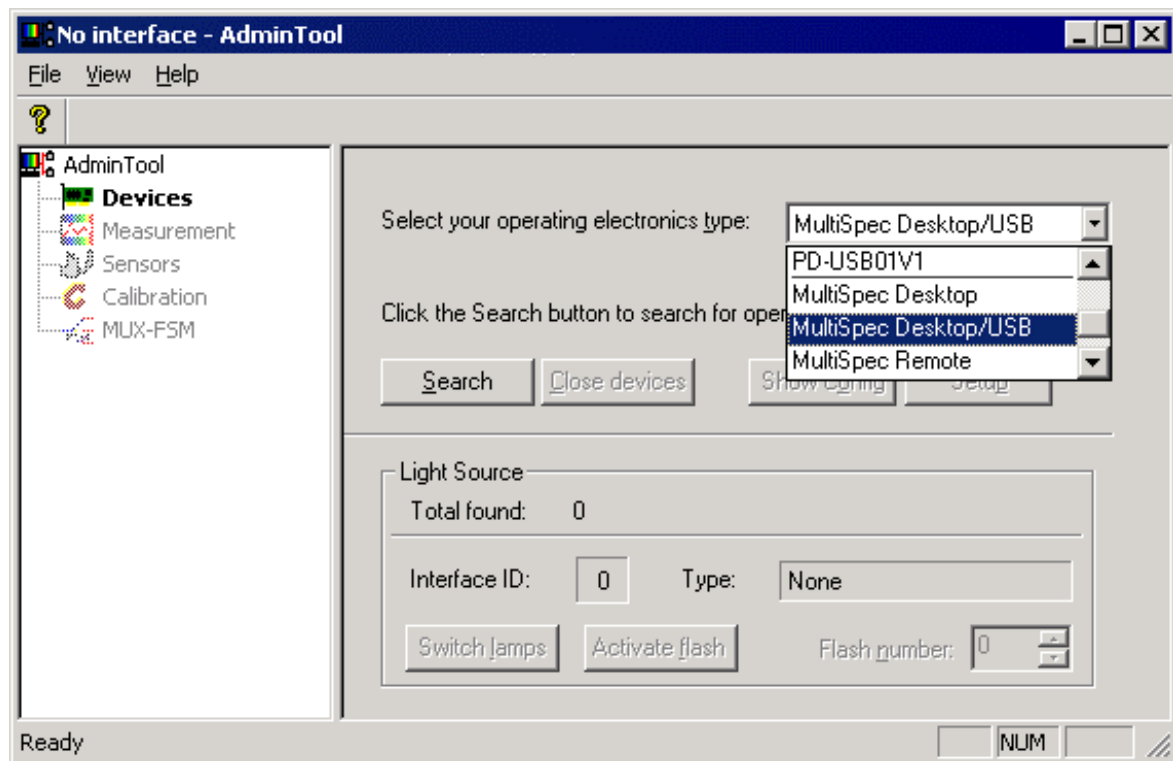 No interface - AdminTool
File View Help
AdminTool
Devices
Measurement
Sensors
Calibration
MUX-FSM
Select your operating electronics type: MultiSpec Desktop/USB
PD-USB01V1
MultiSpec Desktop
MultiSpec Desktop/USB
MultiSpec Remote
Click the Search button to search for oper
Search Close devices Show Config Setup
Light Source
Total found: 0
Interface ID: 0 Type: None
Switch lamps Activate flash Flash number: 0
Ready NUM